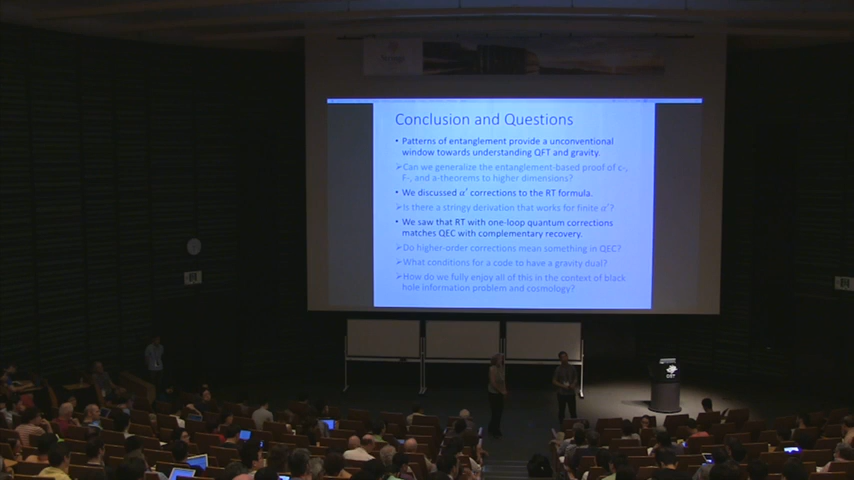 Conclusion and Questions
• Patterns of entanglement provide a unconventional
window towards understanding QFT and gravity.
➢Can we generalize the entanglement-based proof of c-,
F-, and a-theorems to higher dimensions?
• We discussed α′ corrections to the RT formula.
➢Is there a stringy derivation that works for finite α′?
• We saw that RT with one-loop quantum corrections
matches QEC with complementary recovery.
➢Do higher-order corrections mean something in QEC?
➢What conditions for a code to have a gravity dual?
➢How do we fully enjoy all of this in the context of black
hole information problem and cosmology?
OIST